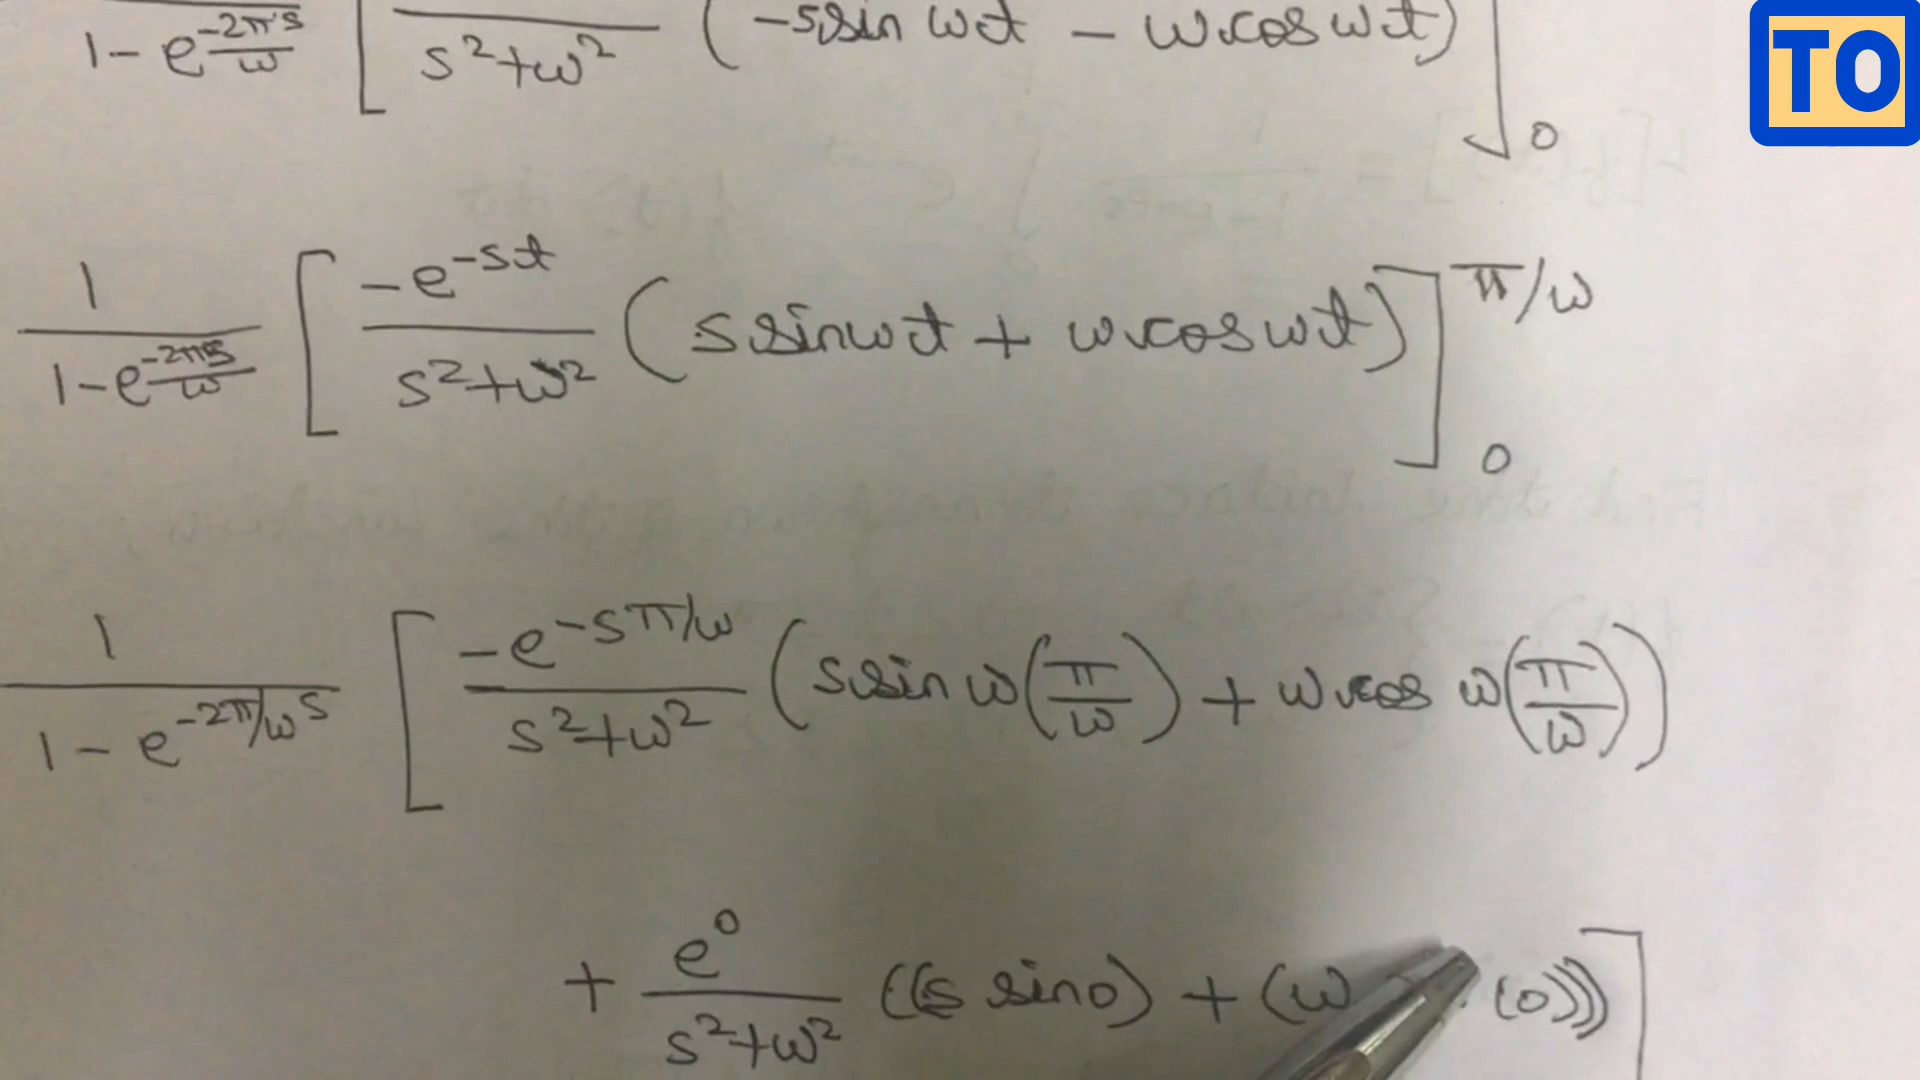 TO
1 - e^{-2πs/ω} [ s²+ω² (-s sin ωt - ω cos ωt) ]_0
1/(1 - e^{-2πs/ω}) [ -e^{-st}/(s²+ω²) (s sin ωt + ω cos ωt) ]_0^{π/ω}
1/(1 - e^{-2π/ω s}) [ -e^{-sπ/ω}/(s²+ω²) (s sin ω(π/ω) + ω cos ω(π/ω))
+ e^0/(s²+ω²) ((s sin 0) + (ω (0))) ]